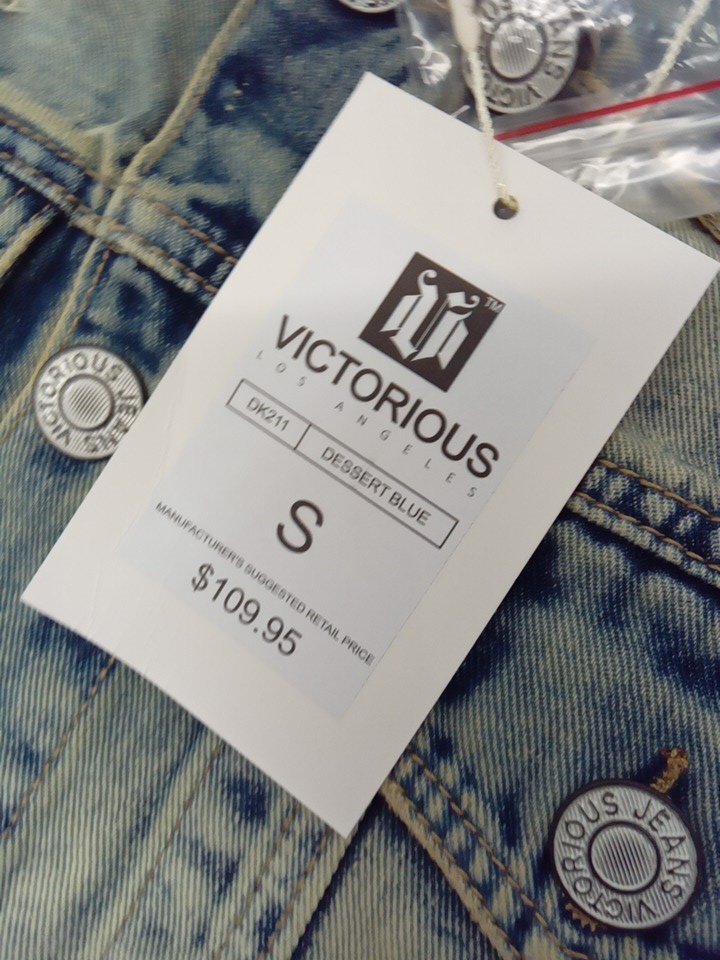 VICTORIOUS JEANS
TM
VICTORIOUS
LOS ANGELES
DK211 DESSERT BLUE
S
MANUFACTURER'S SUGGESTED RETAIL PRICE
$109.95
VICTORIOUS JEANS